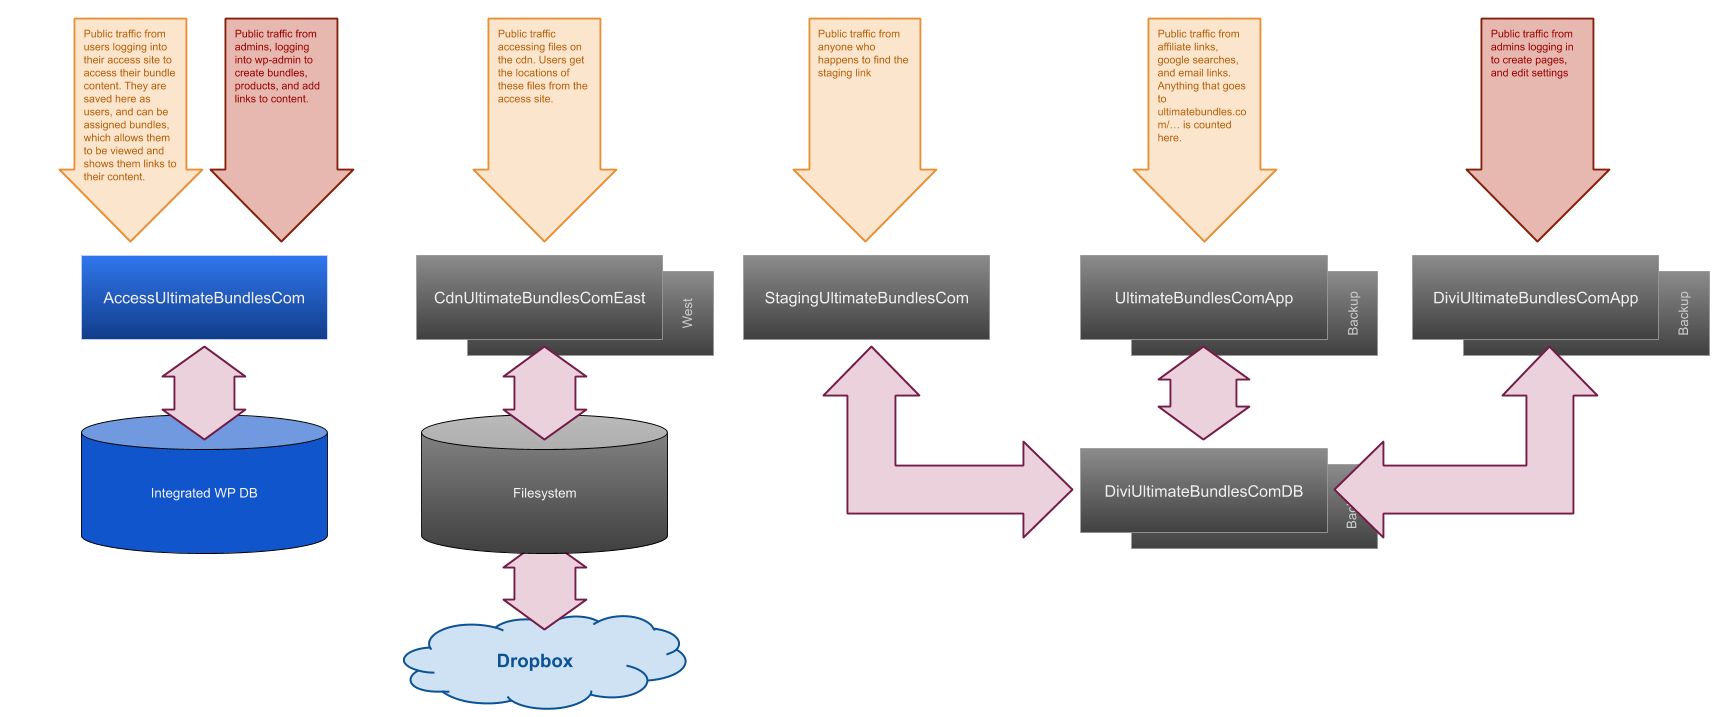 Public traffic from
users logging into
their access site to
access their bundle
content. They are
saved here as
users, and can be
assigned bundles,
which allows them
to be viewed and
shows them links to
their content.
Public traffic from
admins, logging
into wp-admin to
create bundles,
products, and add
links to content.
Public traffic
accessing files on
the cdn. Users get
the locations of
these files from the
access site.
Public traffic from
anyone who
happens to find the
staging link
Public traffic from
affiliate links,
google searches,
and email links.
Anything that goes
to
ultimatebundles.co
m/… is counted
here.
Public traffic from
admins logging in
to create pages,
and edit settings
AccessUltimateBundlesCom
CdnUltimateBundlesComEast
West
StagingUltimateBundlesCom
UltimateBundlesComApp
Backup
DiviUltimateBundlesComApp
Backup
Integrated WP DB
Filesystem
DiviUltimateBundlesComDB
Dropbox